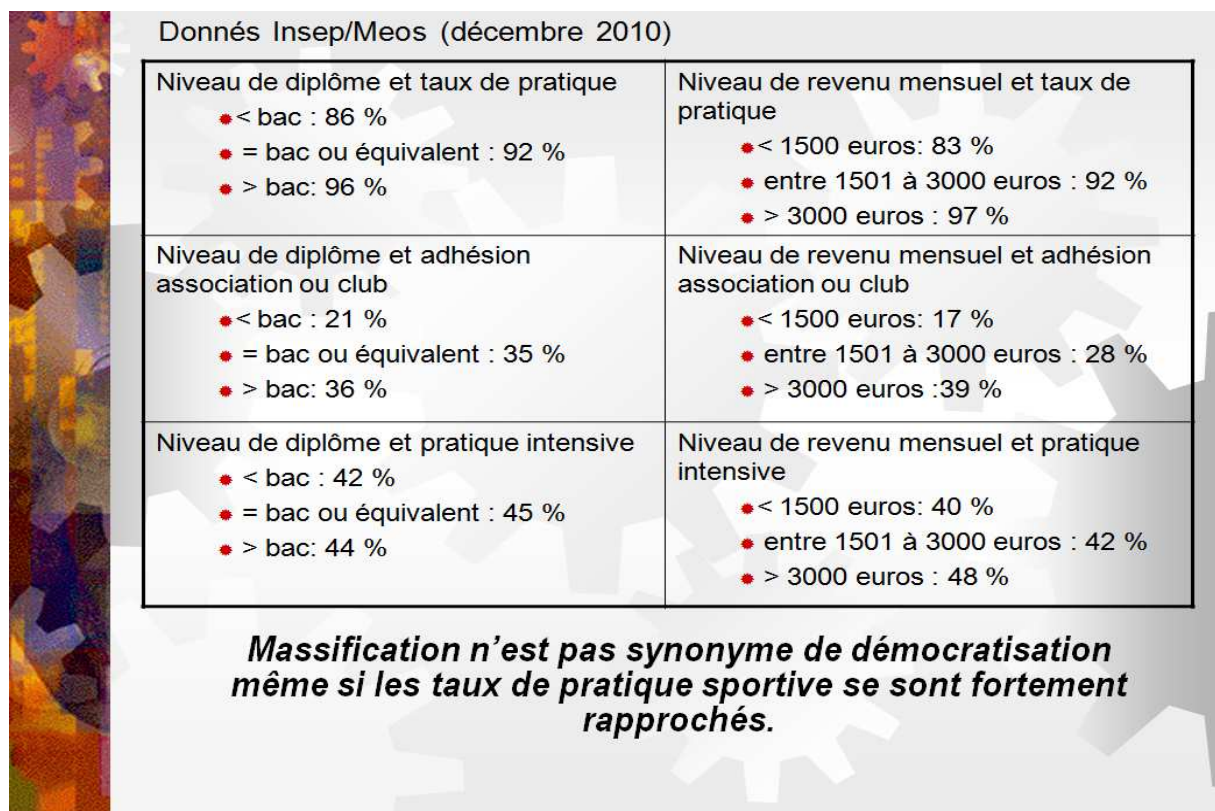 Donnés Insep/Meos (décembre 2010)
Niveau de diplôme et taux de pratique
< bac : 86 %
= bac ou équivalent : 92 %
> bac: 96 %
Niveau de revenu mensuel et taux de
pratique
< 1500 euros: 83 %
entre 1501 à 3000 euros : 92 %
> 3000 euros : 97 %
Niveau de diplôme et adhésion
association ou club
< bac : 21 %
= bac ou équivalent : 35 %
> bac: 36 %
Niveau de revenu mensuel et adhésion
association ou club
< 1500 euros: 17 %
entre 1501 à 3000 euros : 28 %
> 3000 euros :39 %
Niveau de diplôme et pratique intensive
< bac : 42 %
= bac ou équivalent : 45 %
> bac: 44 %
Niveau de revenu mensuel et pratique
intensive
< 1500 euros: 40 %
entre 1501 à 3000 euros : 42 %
> 3000 euros : 48 %
Massification n'est pas synonyme de démocratisation
même si les taux de pratique sportive se sont fortement
rapprochés.